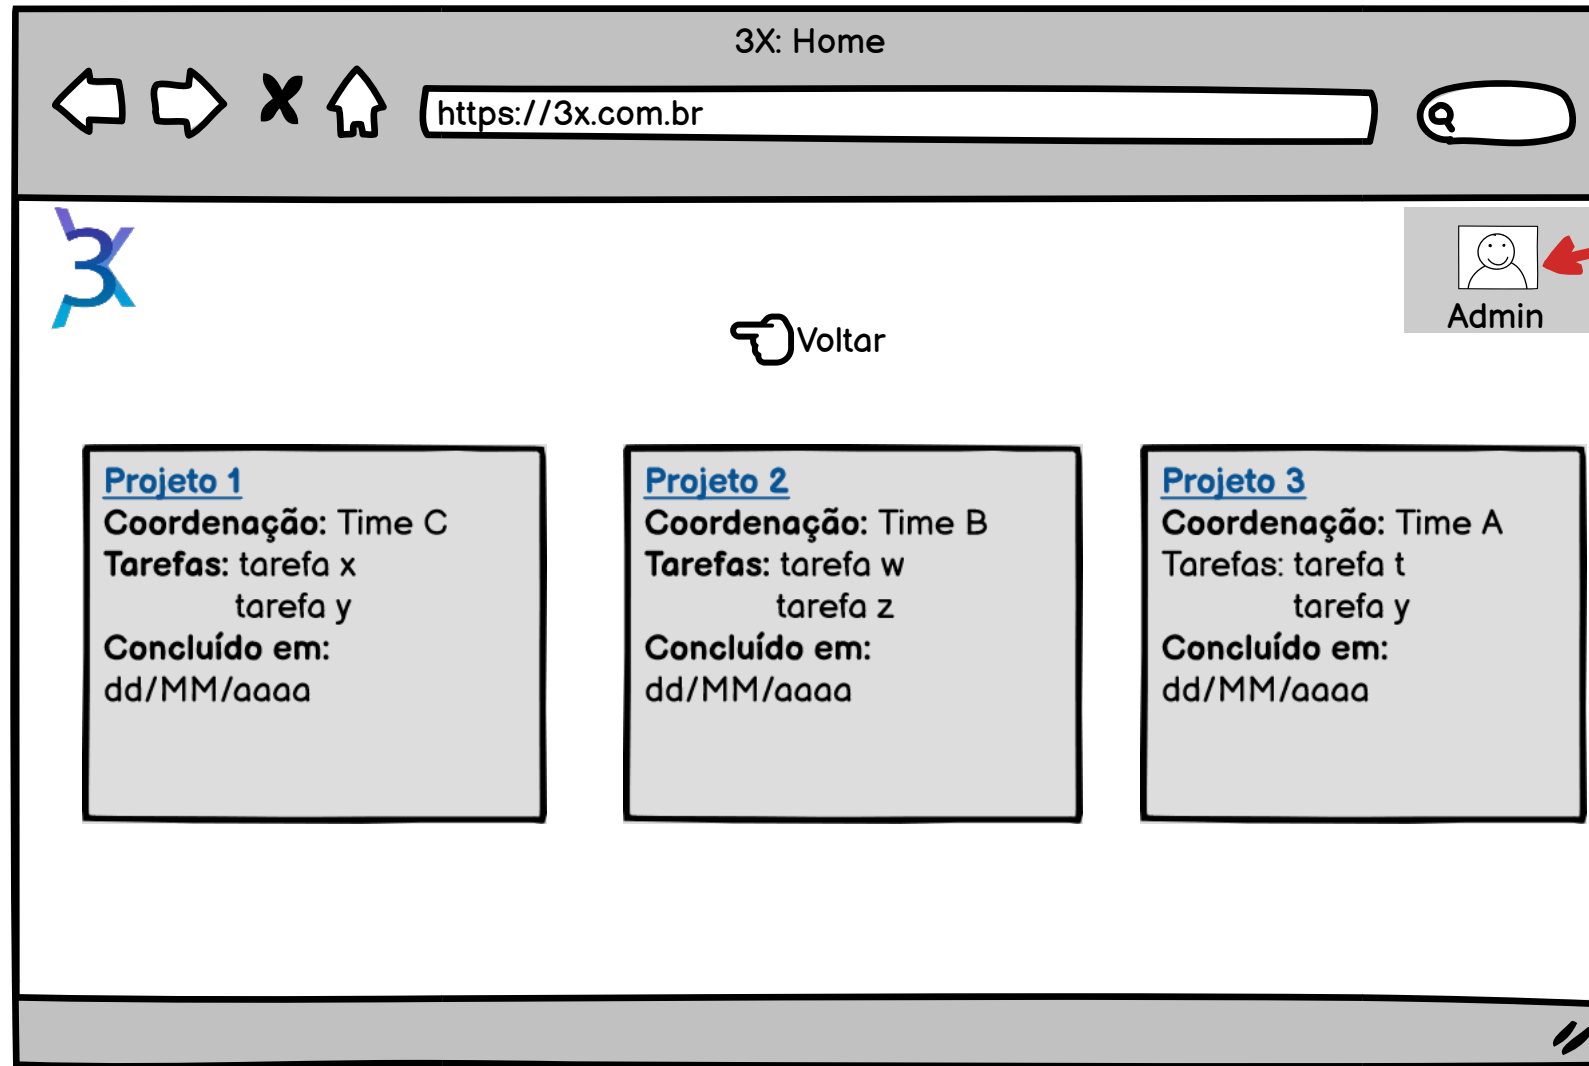 3X: Home
https://3x.com.br
3X
Admin
Voltar
Projeto 1
Coordenação: Time C
Tarefas: tarefa x
tarefa y
Concluído em:
dd/MM/aaaa
Projeto 2
Coordenação: Time B
Tarefas: tarefa w
tarefa z
Concluído em:
dd/MM/aaaa
Projeto 3
Coordenação: Time A
Tarefas: tarefa t
tarefa y
Concluído em:
dd/MM/aaaa